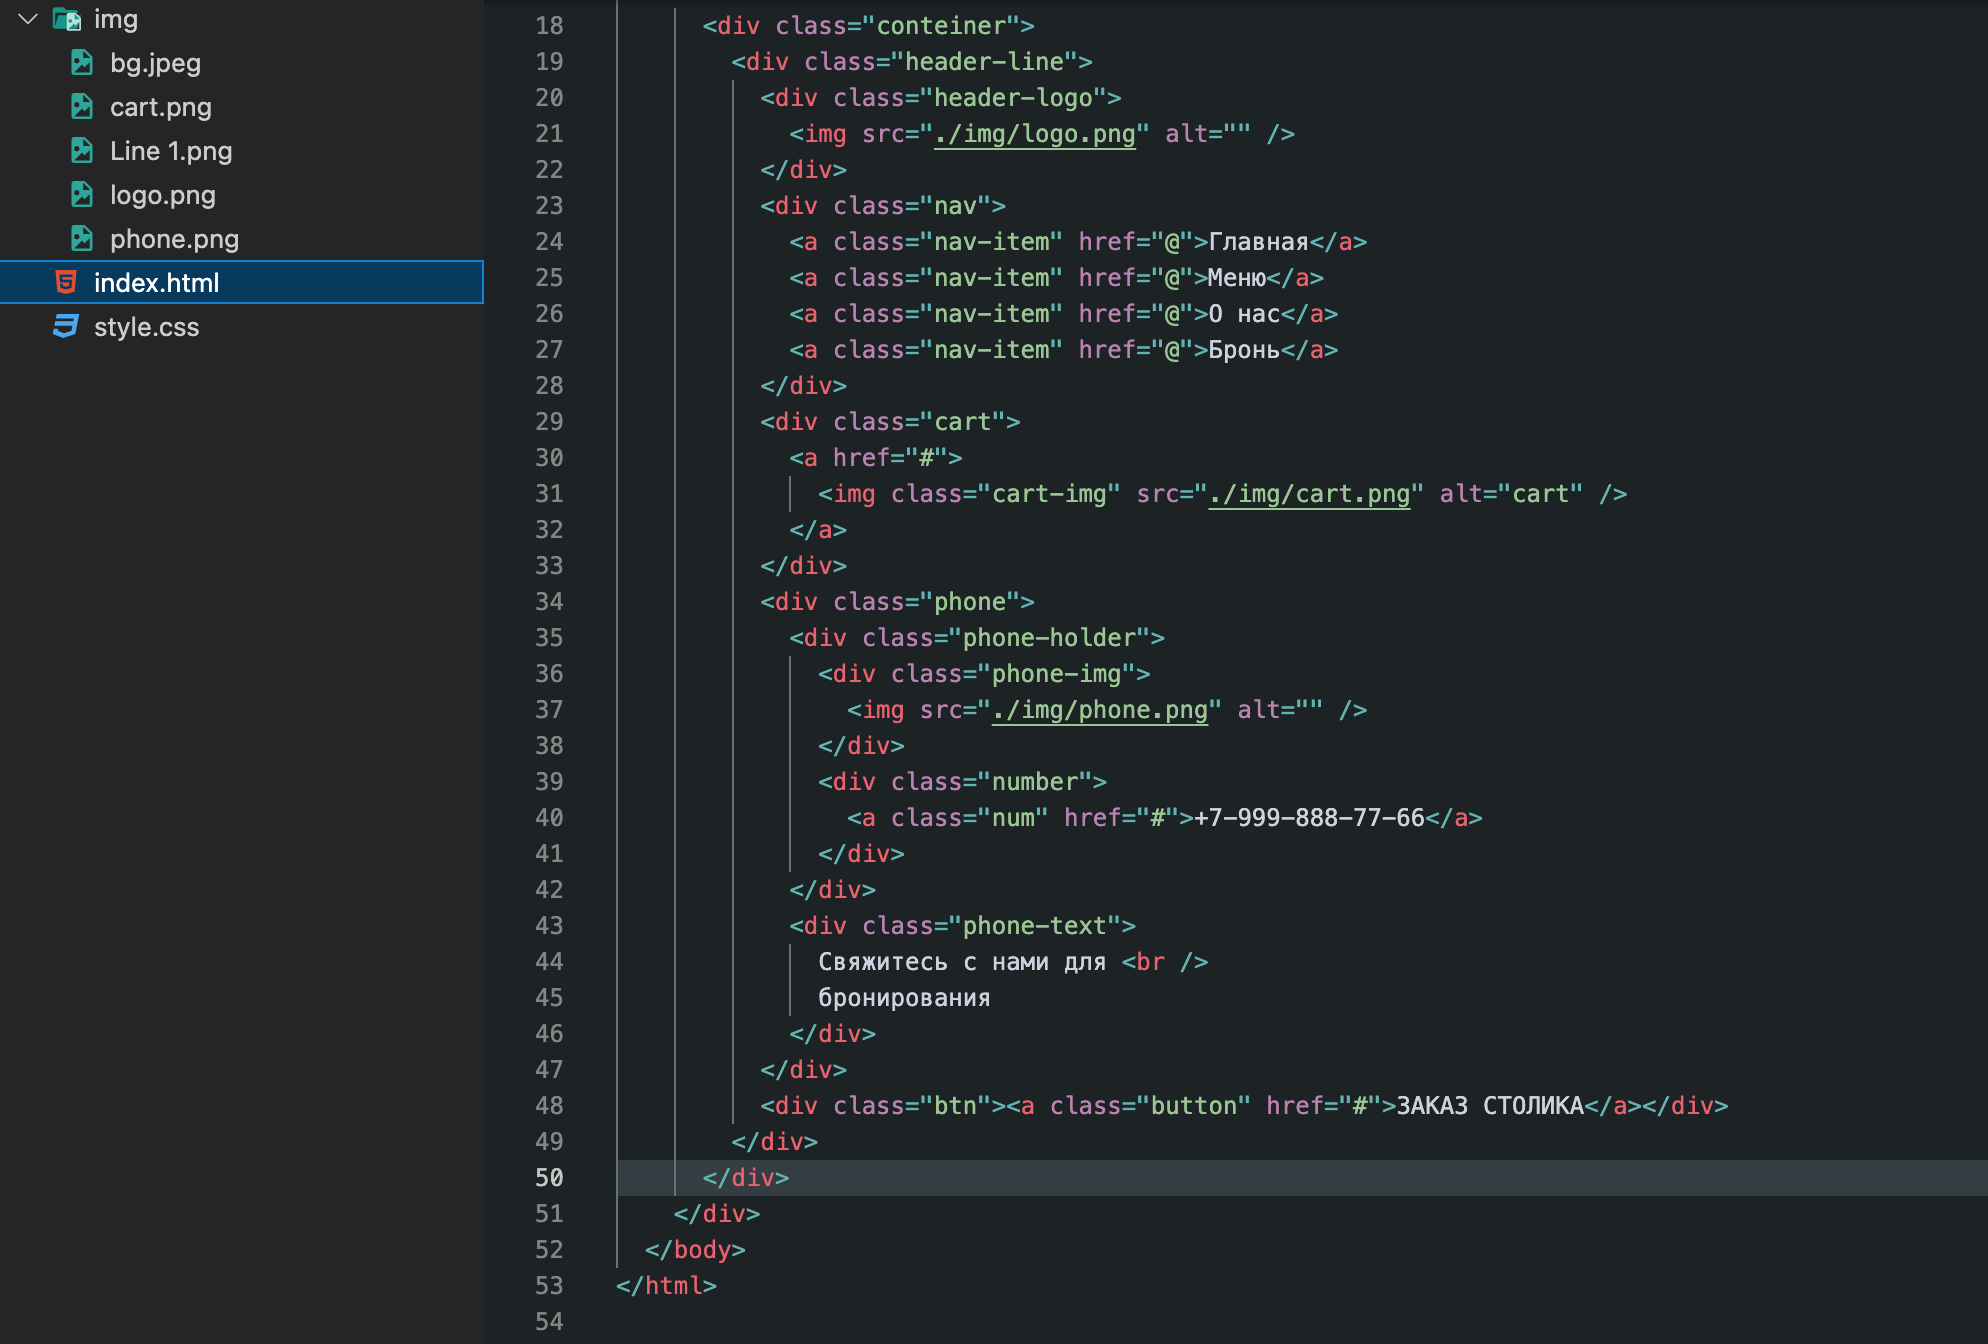 img
bg.jpeg
cart.png
Line 1.png
logo.png
phone.png
index.html
style.css
18 <div class="conteiner">
19 <div class="header-line">
20 <div class="header-logo">
21 <img src="./img/logo.png" alt="" />
22 </div>
23 <div class="nav">
24 <a class="nav-item" href="@">Главная</a>
25 <a class="nav-item" href="@">Меню</a>
26 <a class="nav-item" href="@">О нас</a>
27 <a class="nav-item" href="@">Бронь</a>
28 </div>
29 <div class="cart">
30 <a href="#">
31 <img class="cart-img" src="./img/cart.png" alt="cart" />
32 </a>
33 </div>
34 <div class="phone">
35 <div class="phone-holder">
36 <div class="phone-img">
37 <img src="./img/phone.png" alt="" />
38 </div>
39 <div class="number">
40 <a class="num" href="#">+7-999-888-77-66</a>
41 </div>
42 </div>
43 <div class="phone-text">
44 Свяжитесь с нами для <br />
45 бронирования
46 </div>
47 </div>
48 <div class="btn"><a class="button" href="#">ЗАКАЗ СТОЛИКА</a></div>
49 </div>
50 </div>
51 </div>
52 </body>
53 </html>
54